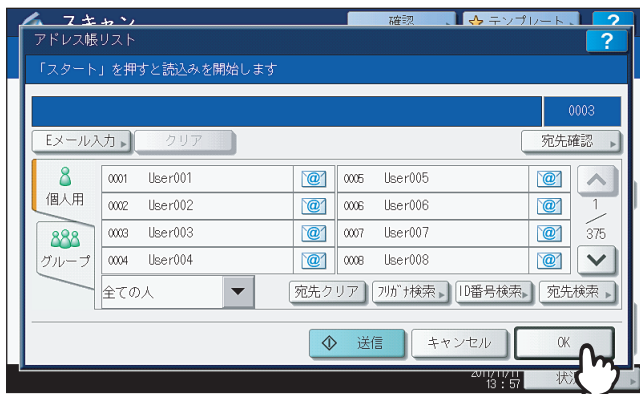 スキャン 確認 テンプレート ?
アドレス帳リスト ?
「スタート」を押すと読込みを開始します
0003
Eメール入力 クリア 宛先確認
個人用
グループ
0001 User001 @ 0005 User005 @
0002 User002 @ 0006 User006 @
0003 User003 @ 0007 User007 @
0004 User004 @ 0008 User008 @
1
375
全ての人 宛先クリア フリガナ検索 ID番号検索 宛先検索
送信 キャンセル OK
2011/11/11
13:57